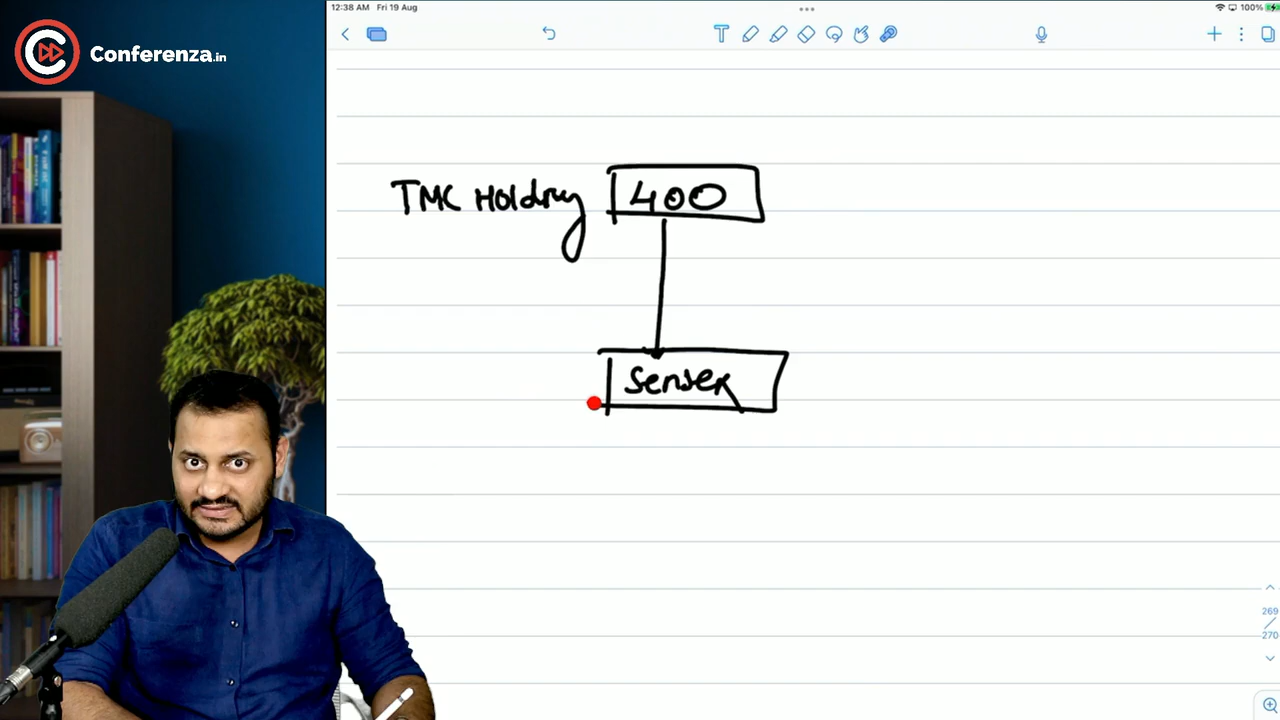 12:38 AM Fri 19 Aug
100%
Conferenza.in
TMC Holding 400
Sensex
269
270